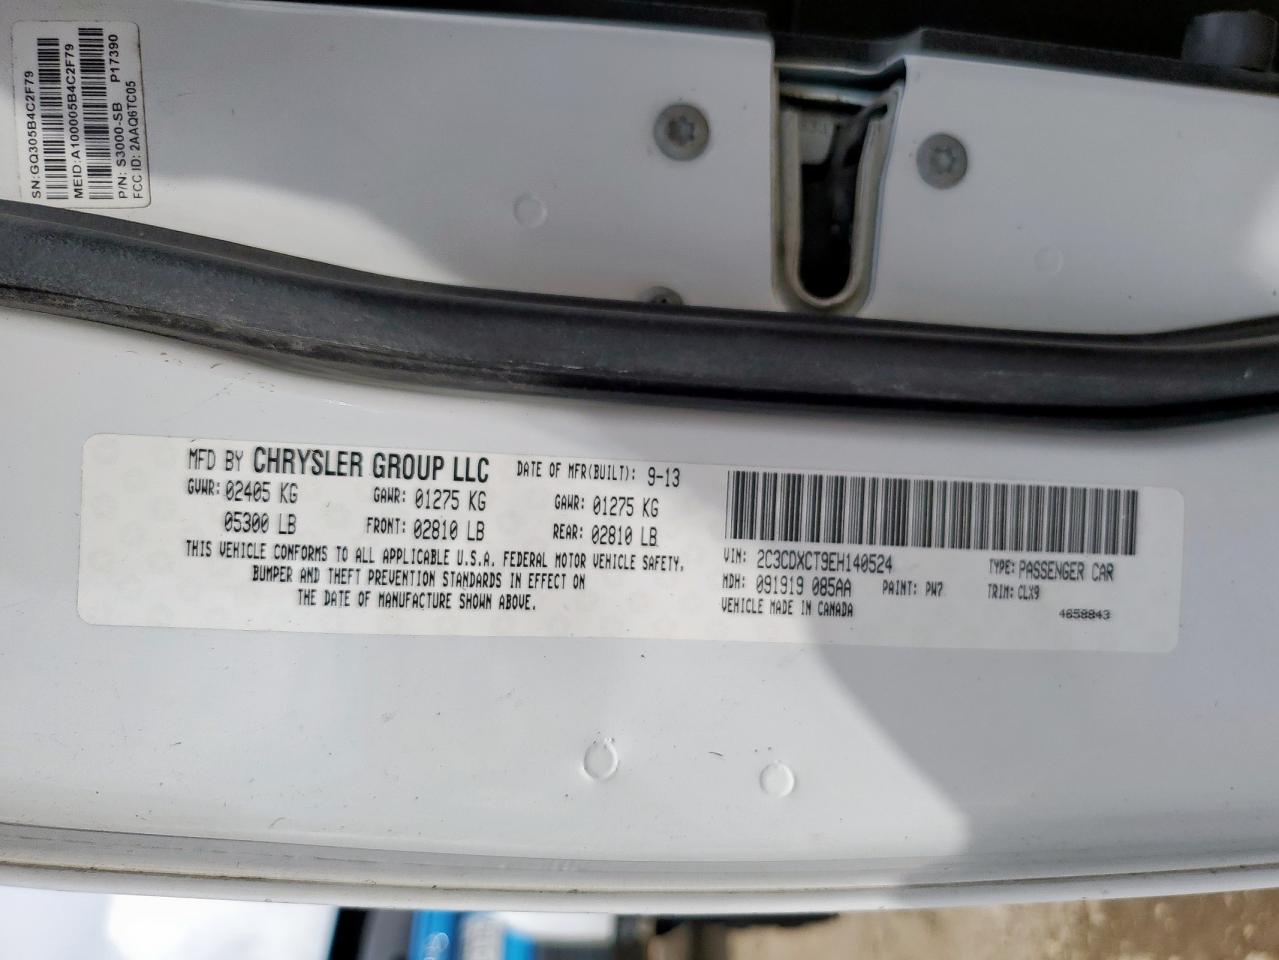 SN:GQ305B4C2F79
MEID:A100005B4C2F79
P/N: S3000-SB P17390
FCC ID: 2AAQ6TC05
MFD BY CHRYSLER GROUP LLC DATE OF MFR(BUILT): 9-13
GVWR: 02405 KG GAWR: 01275 KG GAWR: 01275 KG
05300 LB FRONT: 02810 LB REAR: 02810 LB
THIS VEHICLE CONFORMS TO ALL APPLICABLE U.S.A. FEDERAL MOTOR VEHICLE SAFETY,
BUMPER AND THEFT PREVENTION STANDARDS IN EFFECT ON
THE DATE OF MANUFACTURE SHOWN ABOVE.
VIN: 2C3CDXCT9EH140524 TYPE: PASSENGER CAR
MDH: 091919 085AA PAINT: PW7 TRIM: CLX9
VEHICLE MADE IN CANADA 4658843